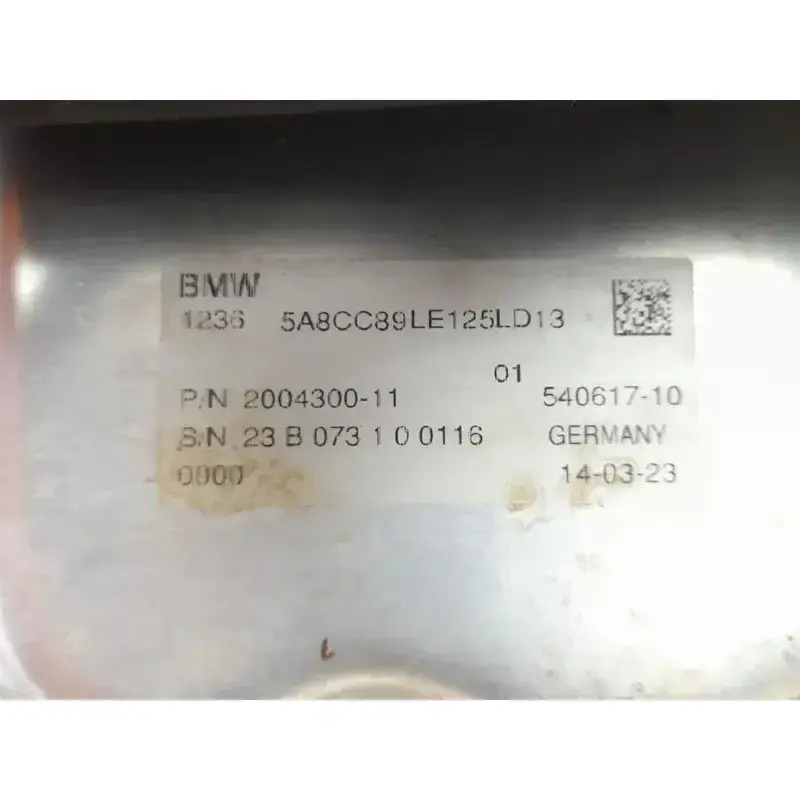 BMW
1236 5A8CC89LE125LD13
01
P/N 2004300-11 540617-10
S/N 23 B 073 1 0 0116 GERMANY
0000 14-03-23